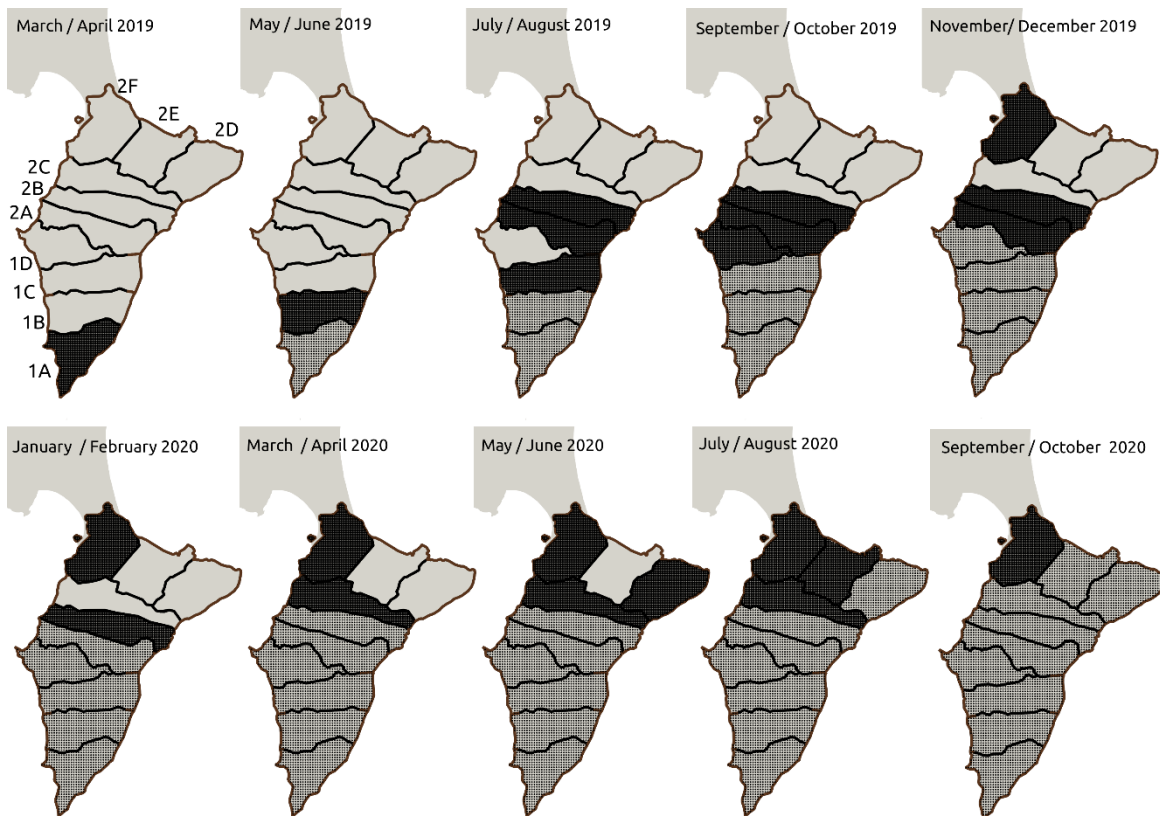 March / April 2019
May / June 2019
July / August 2019
September / October 2019
November/ December 2019
2F
2E
2D
2C
2B
2A
1D
1C
1B
1A
January / February 2020
March / April 2020
May / June 2020
July / August 2020
September / October 2020